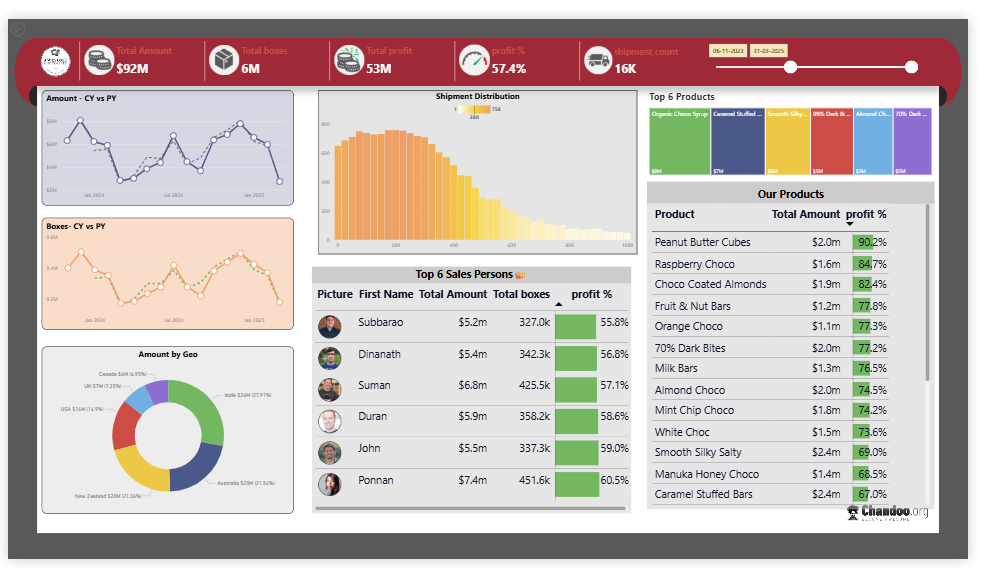 Total Amount
$92M
Total boxes
6M
Total profit
53M
profit %
57.4%
shipment count
16K
06-11-2023
31-03-2025
Amount - CY vs PY
$6M
$4M
$2M
Jan 2024
Jul 2024
Jan 2025
Boxes- CY vs PY
0.6M
0.4M
0.2M
Jan 2024
Jul 2024
Jan 2025
Amount by Geo
Canada $6M (6.95%)
UK $7M (7.25%)
USA $14M (14.9%)
India $26M (27.91%)
New Zealand $20M (21.36%)
Australia $20M (21.54%)
Shipment Distribution
1
758
380
800
600
400
200
0
0
200
400
600
800
1000
Top 6 Sales Persons
Picture First Name Total Amount Total boxes profit %
Subbarao $5.2m 327.0k 55.8%
Dinanath $5.4m 342.3k 56.8%
Suman $6.8m 425.5k 57.1%
Duran $5.9m 358.2k 58.6%
John $5.5m 337.3k 59.0%
Ponnan $7.4m 451.6k 60.5%
Top 6 Products
Organic Choco Syrup
$8M
Caramel Stuffed ...
$7M
Smooth Silky...
$6M
99% Dark & ...
$5M
Almond Ch...
$5M
70% Dark ...
$5M
Our Products
Product Total Amount profit %
Peanut Butter Cubes $2.0m 90.2%
Raspberry Choco $1.6m 84.7%
Choco Coated Almonds $1.9m 82.4%
Fruit & Nut Bars $1.2m 77.8%
Orange Choco $1.1m 77.3%
70% Dark Bites $2.0m 77.2%
Milk Bars $1.3m 76.5%
Almond Choco $2.0m 74.5%
Mint Chip Choco $1.8m 74.2%
White Choc $1.5m 73.6%
Smooth Silky Salty $2.4m 69.0%
Manuka Honey Choco $1.4m 68.5%
Caramel Stuffed Bars $2.4m 67.0%
Chandoo.org
BECOME AWESOME